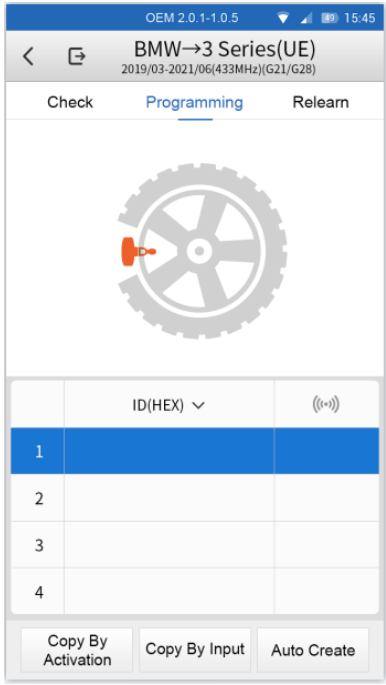 OEM 2.0.1-1.0.5 49 15:45
BMW→3 Series(UE)
2019/03-2021/06(433MHz)(G21/G28)
Check Programming Relearn
ID(HEX)
1
2
3
4
Copy By Activation Copy By Input Auto Create